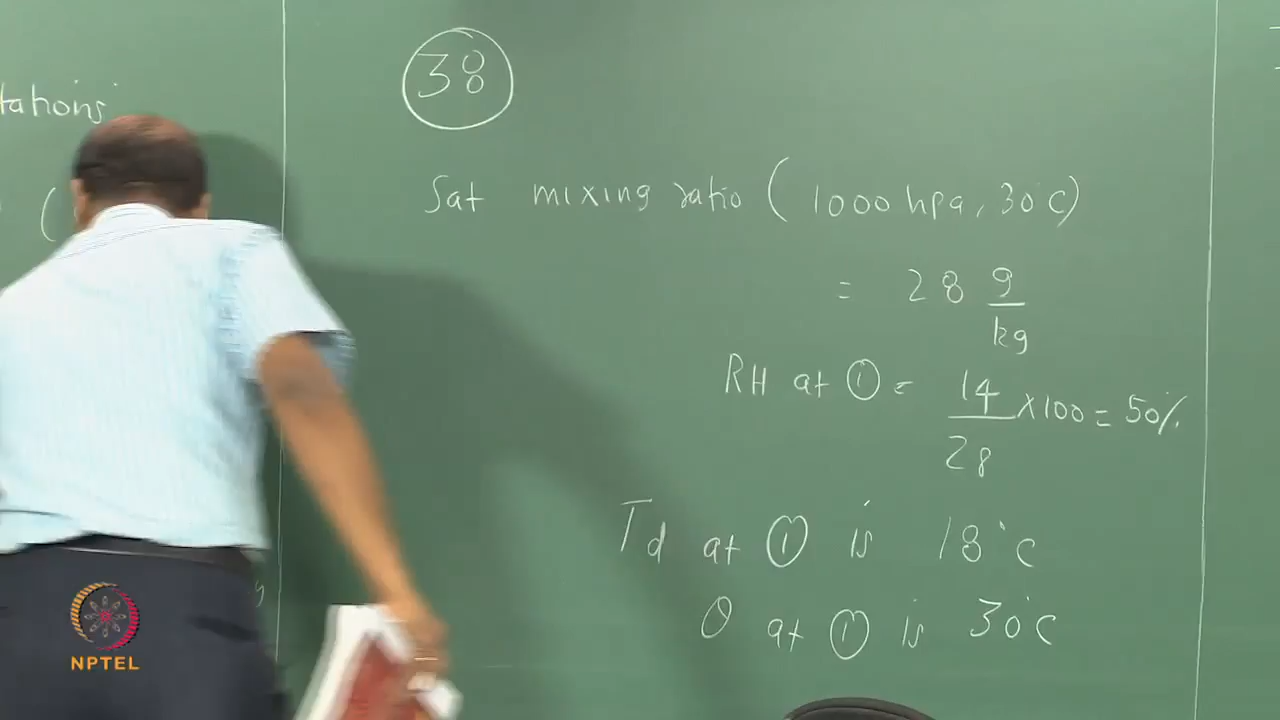 tations
(
38
Sat mixing ratio ( 1000 hpa, 30°C)
= 28 g/kg
RH at ① = 14/28 ×100 = 50%
Td at ① is 18°C
θ at ① is 30°C
NPTEL